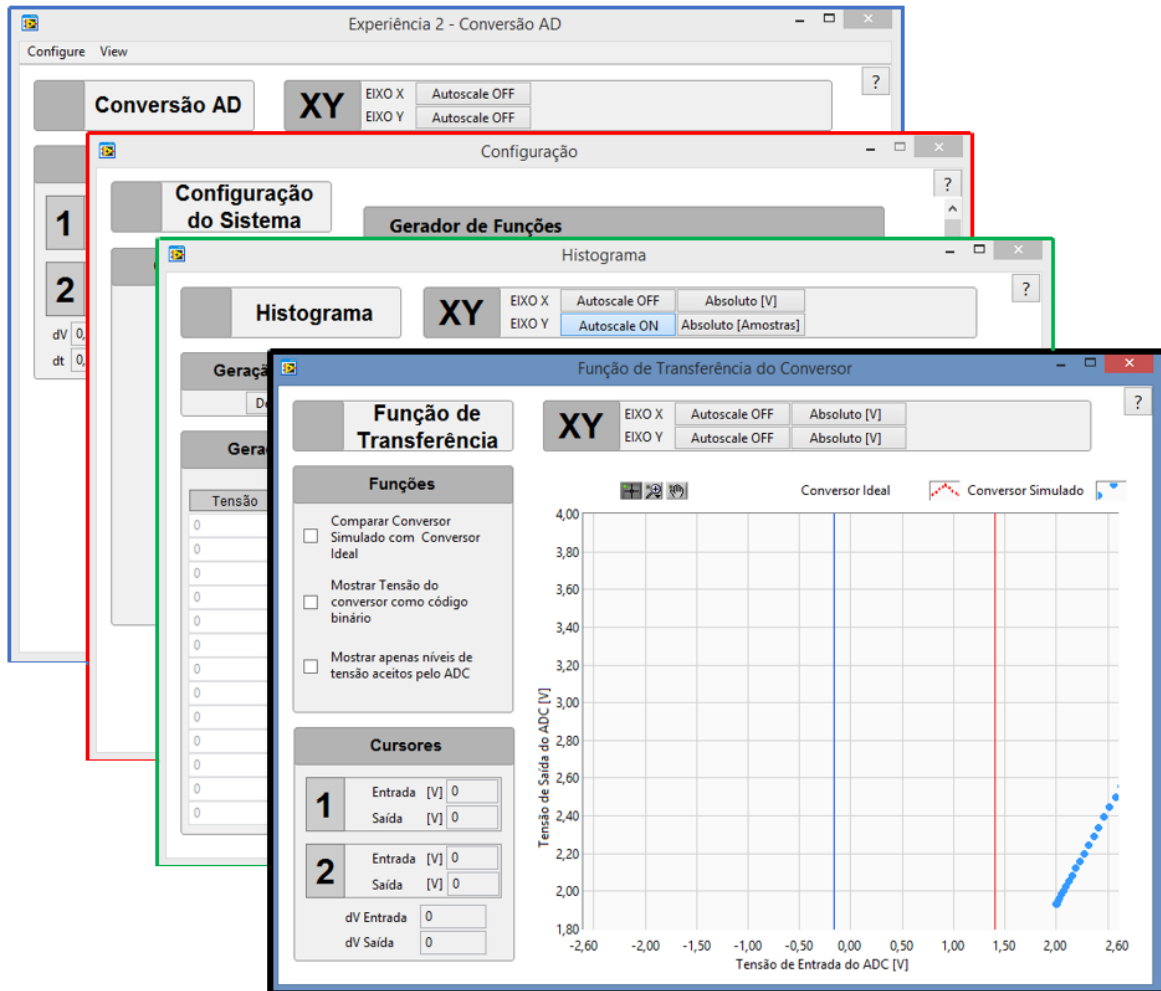 Experiência 2 - Conversão AD
Configure View
?
Conversão AD
XY
EIXO X Autoscale OFF
EIXO Y Autoscale OFF
1
2
dV 0,
dt 0,
Configuração
?
Configuração
do Sistema
Gerador de Funções
Histograma
?
Histograma
XY
EIXO X Autoscale OFF Absoluto [V]
EIXO Y Autoscale ON Absoluto [Amostras]
Geraçã
Gera
Tensão
0
0
0
0
0
0
0
0
0
0
0
0
0
Função de Transferência do Conversor
?
Função de
Transferência
XY
EIXO X Autoscale OFF Absoluto [V]
EIXO Y Autoscale OFF Absoluto [V]
Funções
Comparar Conversor
Simulado com Conversor
Ideal
Mostrar Tensão do
conversor como código
binário
Mostrar apenas níveis de
tensão aceitos pelo ADC
Cursores
1
Entrada [V] 0
Saída [V] 0
2
Entrada [V] 0
Saída [V] 0
dV Entrada 0
dV Saída 0
Conversor Ideal Conversor Simulado
Tensão de Saída do ADC [V]
4,00
3,80
3,60
3,40
3,20
3,00
2,80
2,60
2,40
2,20
2,00
1,80
-2,60 -2,00 -1,50 -1,00 -0,50 0,00 0,50 1,00 1,50 2,00 2,60
Tensão de Entrada do ADC [V]